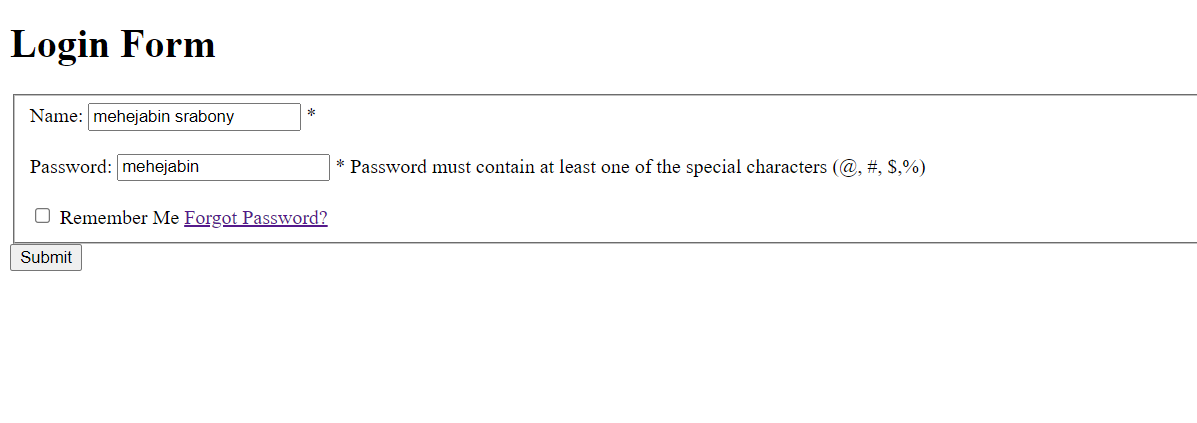 Login Form
Name: mehejabin srabony *
Password: mehejabin * Password must contain at least one of the special characters (@, #, $,%)
Remember Me Forgot Password?
Submit